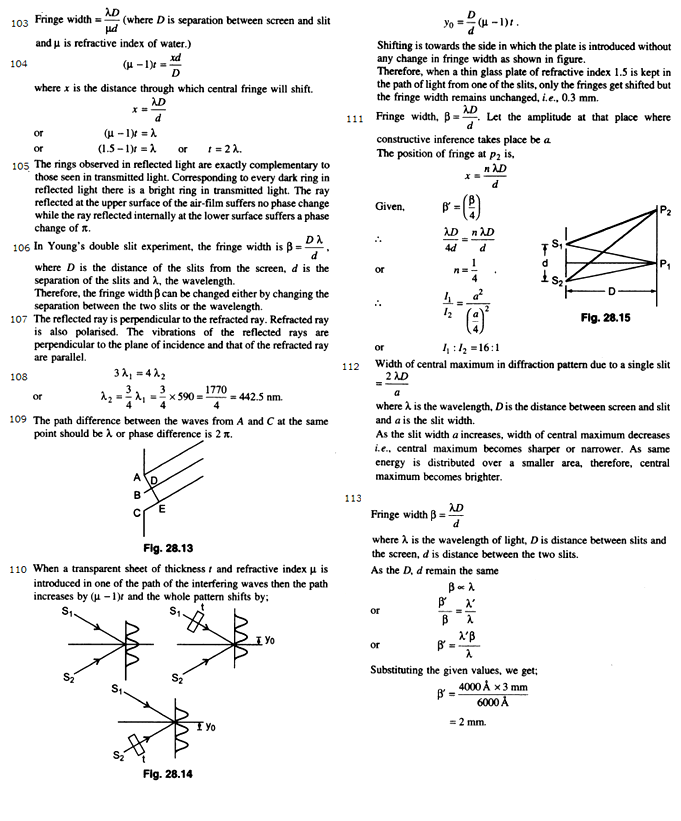 103 Fringe width = λD/μd (where D is separation between screen and slit
and μ is refractive index of water.)
104 (μ − 1)t = xd/D
where x is the distance through which central fringe will shift.
x = λD/d
or (μ − 1)t = λ
or (1.5 − 1)t = λ or t = 2 λ.
105 The rings observed in reflected light are exactly complementary to
those seen in transmitted light. Corresponding to every dark ring in
reflected light there is a bright ring in transmitted light. The ray
reflected at the upper surface of the air-film suffers no phase change
while the ray reflected internally at the lower surface suffers a phase
change of π.
106 In Young's double slit experiment, the fringe width is β = D λ/d,
where D is the distance of the slits from the screen, d is the
separation of the slits and λ, the wavelength.
Therefore, the fringe width β can be changed either by changing the
separation between the two slits or the wavelength.
107 The reflected ray is perpendicular to the refracted ray. Refracted ray
is also polarised. The vibrations of the reflected rays are
perpendicular to the plane of incidence and that of the refracted ray
are parallel.
108 3 λ₁ = 4 λ₂
or λ₂ = 3/4 λ₁ = 3/4 × 590 = 1770/4 = 442.5 nm.
109 The path difference between the waves from A and C at the same
point should be λ or phase difference is 2 π.
A
D
B
C
E
Fig. 28.13
110 When a transparent sheet of thickness t and refractive index μ is
introduced in one of the path of the interfering waves then the path
increases by (μ − 1)t and the whole pattern shifts by;
S₁
S₂
S₁ t
y₀
S₂
S₁
y₀
S₂ t
Fig. 28.14
y₀ = D/d (μ − 1) t .
Shifting is towards the side in which the plate is introduced without
any change in fringe width as shown in figure.
Therefore, when a thin glass plate of refractive index 1.5 is kept in
the path of light from one of the slits, only the fringes get shifted but
the fringe width remains unchanged, i.e., 0.3 mm.
111 Fringe width, β = λD/d. Let the amplitude at that place where
constructive inference takes place be a.
The position of fringe at p₂ is,
x = n λD/d
Given, β′ = (β/4)
∴ λD/4d = n λD/d
or n = 1/4 .
∴ I₁/I₂ = a²/(a/4)²
or I₁ : I₂ = 16 : 1
P₂
S₁
d
P₁
S₂
D
Fig. 28.15
112 Width of central maximum in diffraction pattern due to a single slit
= 2 λD/a
where λ is the wavelength, D is the distance between screen and slit
and a is the slit width.
As the slit width a increases, width of central maximum decreases
i.e., central maximum becomes sharper or narrower. As same
energy is distributed over a smaller area, therefore, central
maximum becomes brighter.
113
Fringe width β = λD/d
where λ is the wavelength of light, D is distance between slits and
the screen, d is distance between the two slits.
As the D, d remain the same
β ∝ λ
or β′/β = λ′/λ
or β′ = λ′β/λ
Substituting the given values, we get;
β′ = 4000 Å × 3 mm/6000 Å
= 2 mm.